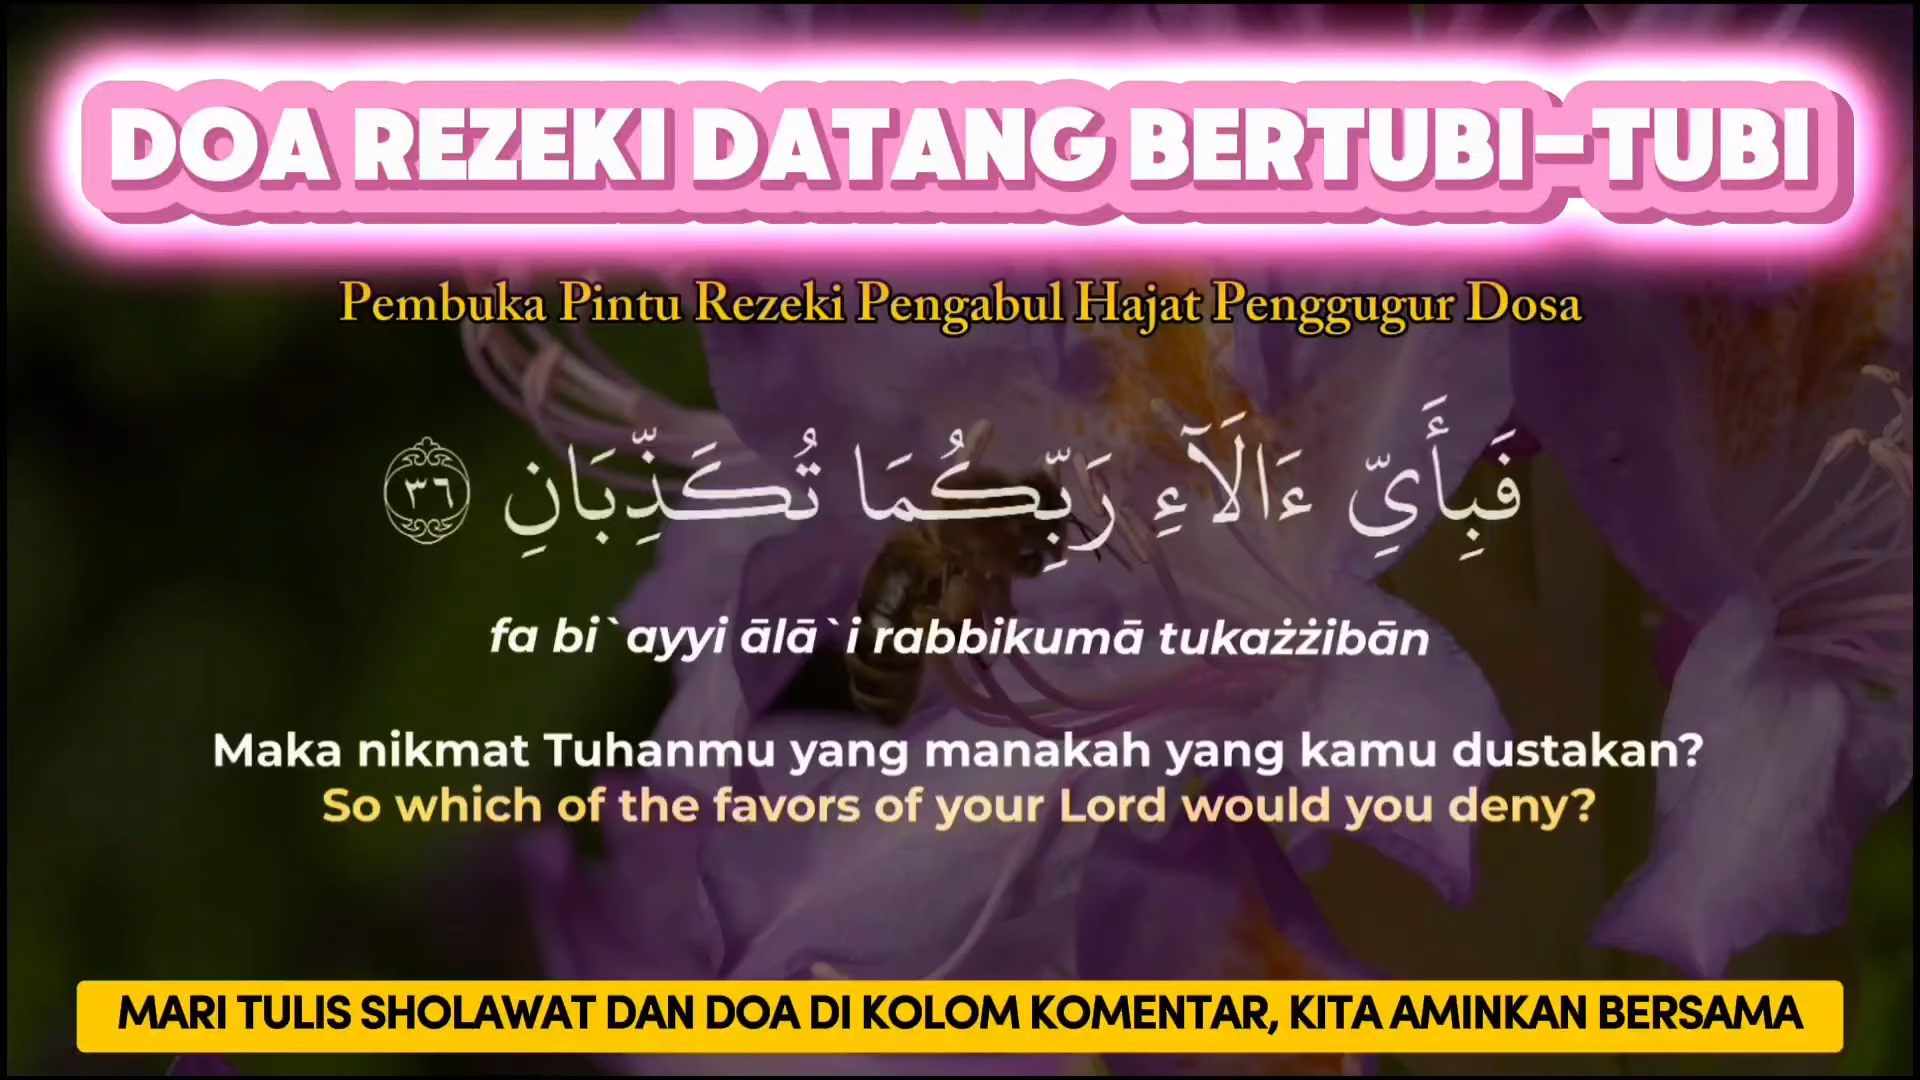 DOA REZEKI DATANG BERTUBI-TUBI
Pembuka Pintu Rezeki Pengabul Hajat Penggugur Dosa
فَبِأَيِّ ءَالَآءِ رَبِّكُمَا تُكَذِّبَانِ ٣٦
fa bi`ayyi ālā`i rabbikumā tukażżibān
Maka nikmat Tuhanmu yang manakah yang kamu dustakan?
So which of the favors of your Lord would you deny?
MARI TULIS SHOLAWAT DAN DOA DI KOLOM KOMENTAR, KITA AMINKAN BERSAMA